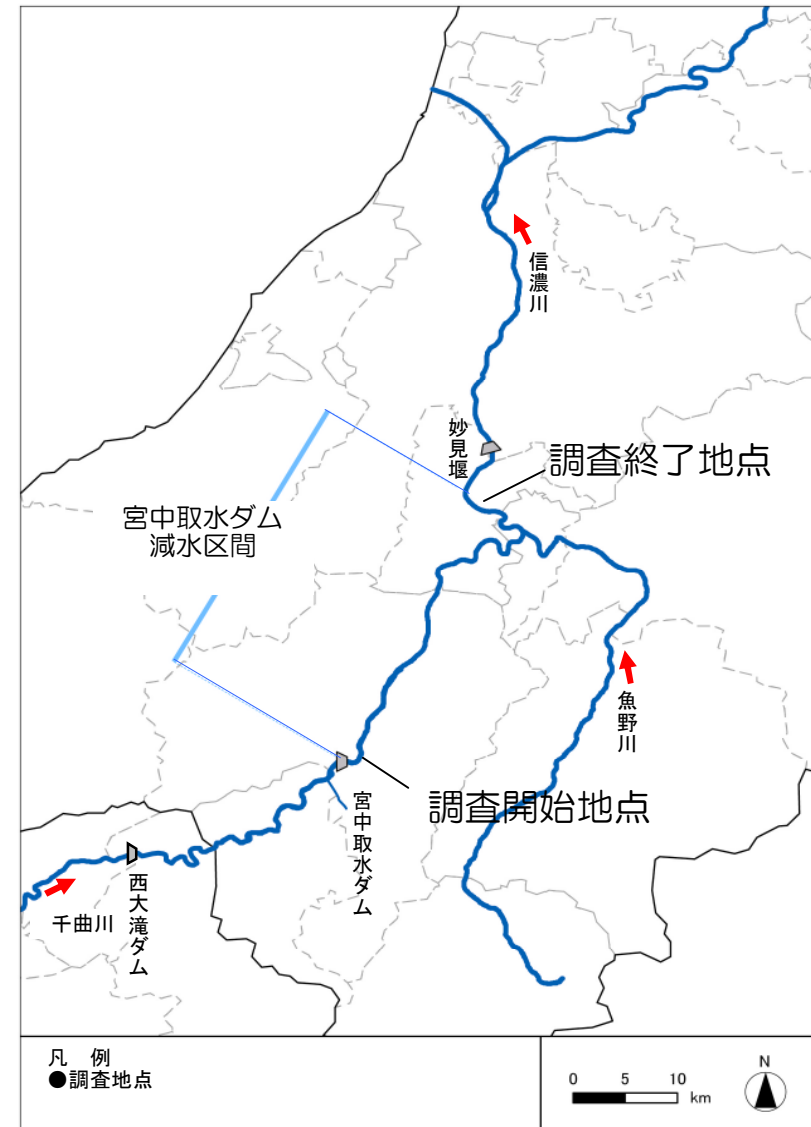 信濃川
妙見堰
調査終了地点
宮中取水ダム
減水区間
魚野川
調査開始地点
宮中取水ダム
西大滝ダム
千曲川
凡 例
●調査地点
0 5 10
km
N